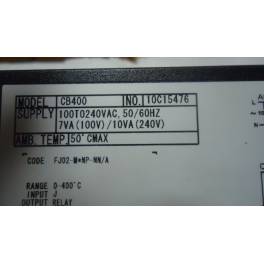 MODEL CB400 NO. 10C15476
SUPPLY 100TO240VAC, 50/60HZ
7VA(100V)/10VA(240V)
AMB TEMP 50°CMAX
CODE FJ02-M*NP-NN/A
RANGE 0-400°C
INPUT J
OUTPUT RELAY